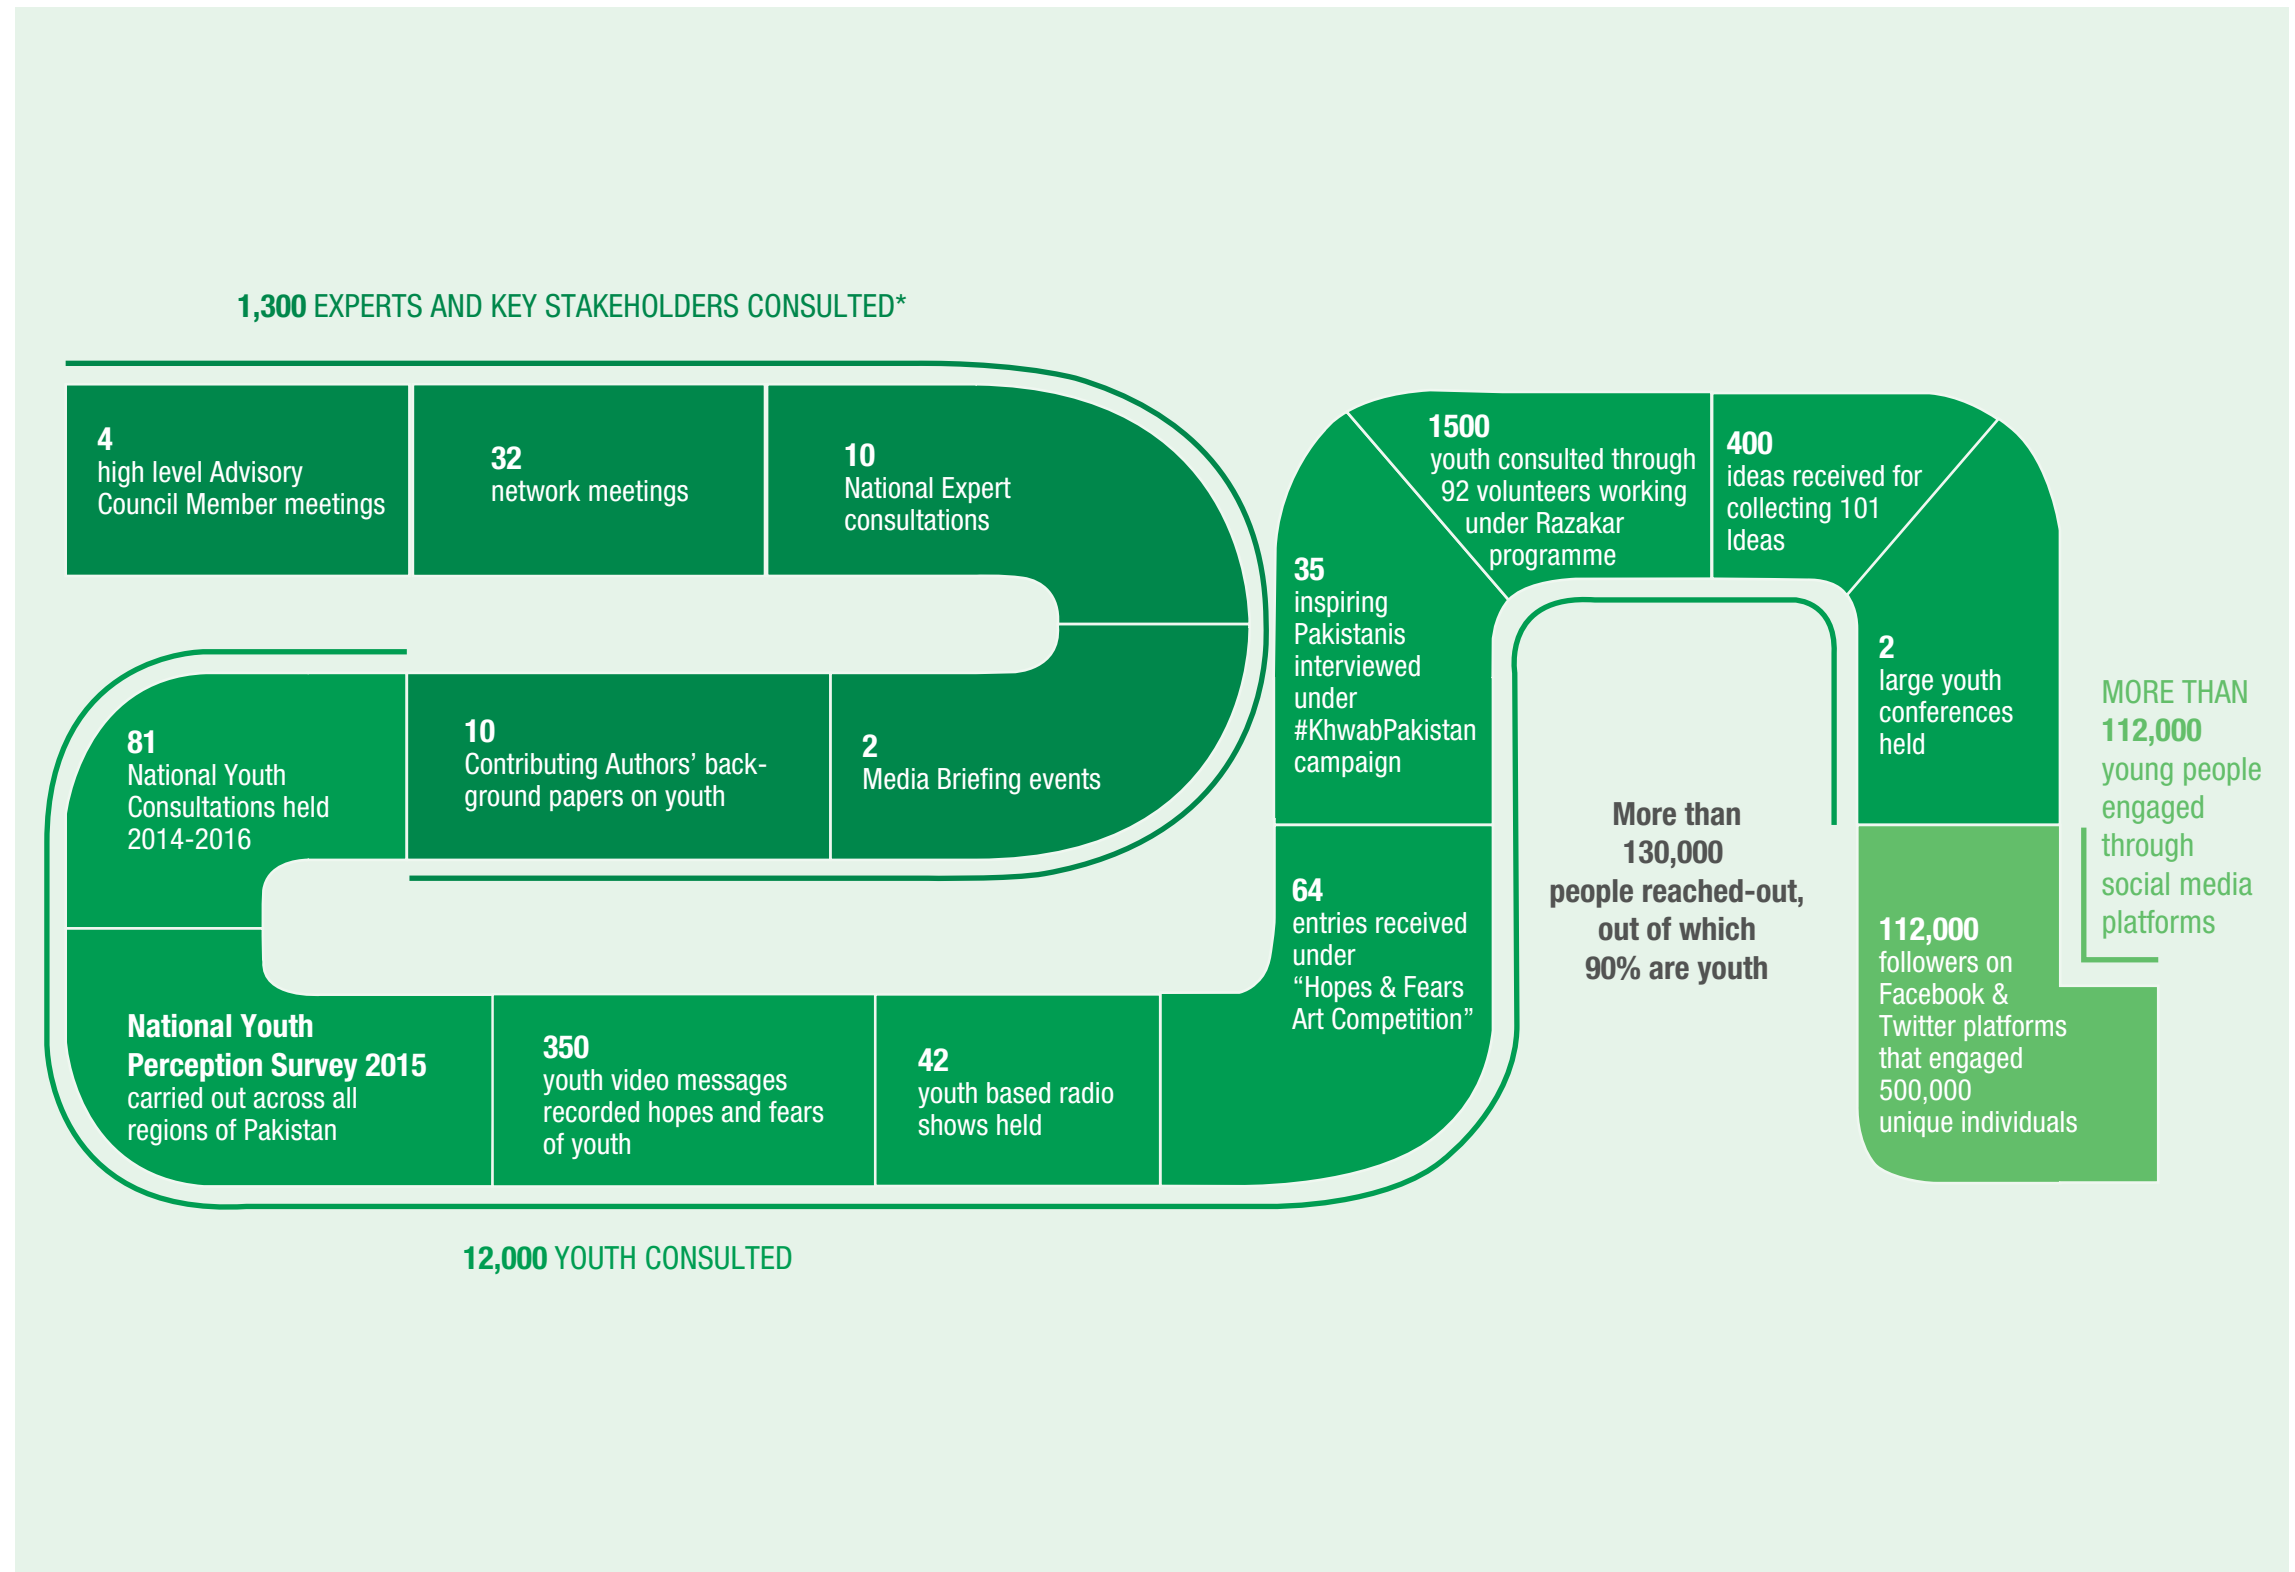 1,300 EXPERTS AND KEY STAKEHOLDERS CONSULTED*
4
high level Advisory
Council Member meetings
32
network meetings
10
National Expert
consultations
2
Media Briefing events
10
Contributing Authors’ back-
ground papers on youth
81
National Youth
Consultations held
2014-2016
National Youth
Perception Survey 2015
carried out across all
regions of Pakistan
350
youth video messages
recorded hopes and fears
of youth
42
youth based radio
shows held
64
entries received
under
“Hopes & Fears
Art Competition”
35
inspiring
Pakistanis
interviewed
under
#KhwabPakistan
campaign
1500
youth consulted through
92 volunteers working
under Razakar
programme
400
ideas received for
collecting 101
Ideas
2
large youth
conferences
held
112,000
followers on
Facebook &
Twitter platforms
that engaged
500,000
unique individuals
MORE THAN
112,000
young people
engaged
through
social media
platforms
More than
130,000
people reached-out,
out of which
90% are youth
12,000 YOUTH CONSULTED